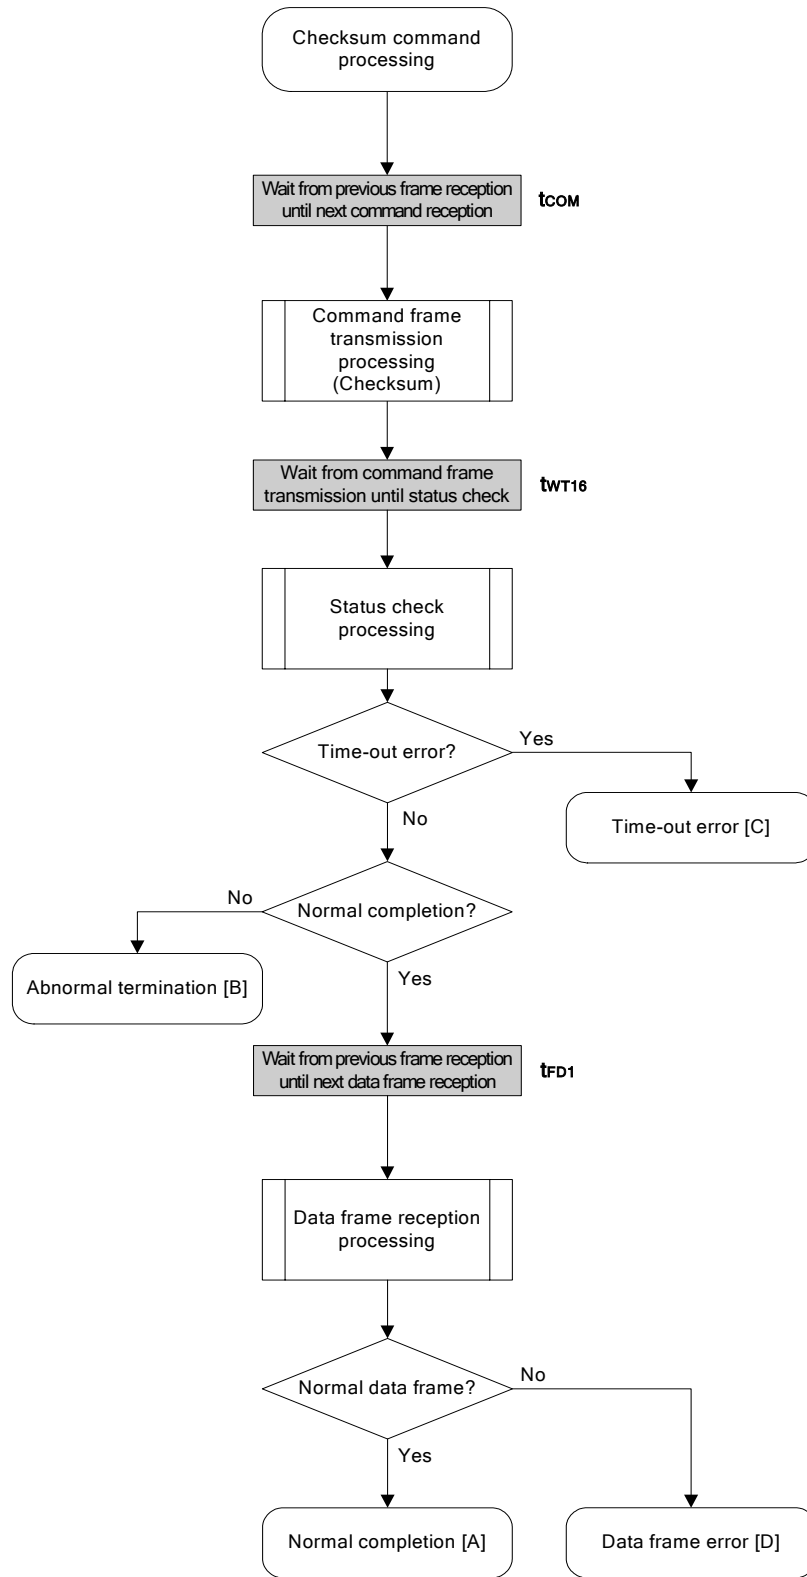 Checksum command
processing
Wait from previous frame reception
until next command reception
tCOM
Command frame
transmission
processing
(Checksum)
Wait from command frame
transmission until status check
tWT16
Status check
processing
Time-out error?
Yes
No
Time-out error [C]
Normal completion?
No
Yes
Abnormal termination [B]
Wait from previous frame reception
until next data frame reception
tFD1
Data frame reception
processing
Normal data frame?
No
Yes
Normal completion [A]
Data frame error [D]